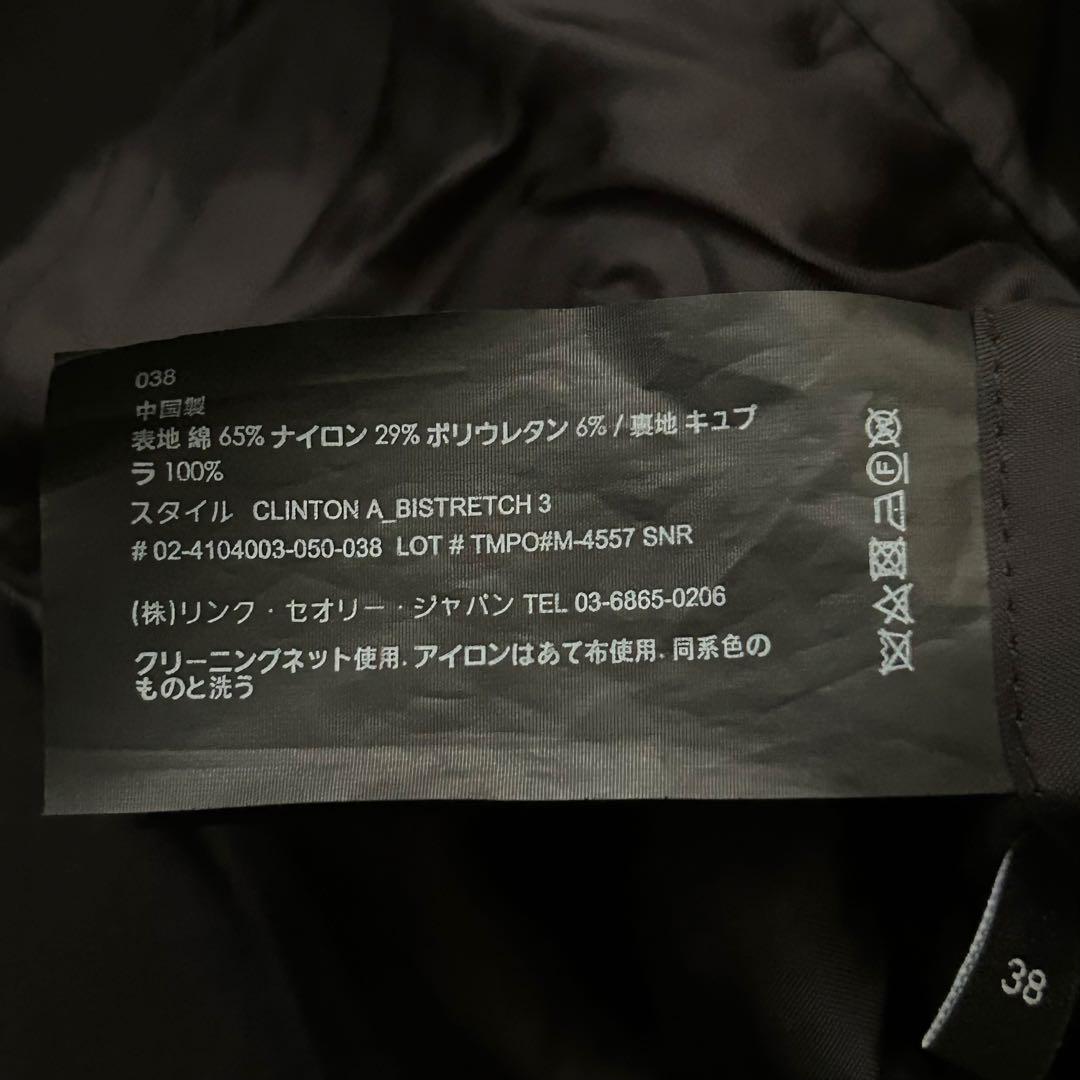 038
中国製
表地 綿 65% ナイロン 29% ポリウレタン 6% / 裏地 キュプ
ラ 100%
スタイル CLINTON A_BISTRETCH 3
# 02-4104003-050-038 LOT # TMPO#M-4557 SNR
(株)リンク・セオリー・ジャパン TEL 03-6865-0206
クリーニングネット使用. アイロンはあて布使用. 同系色の
ものと洗う
F
38